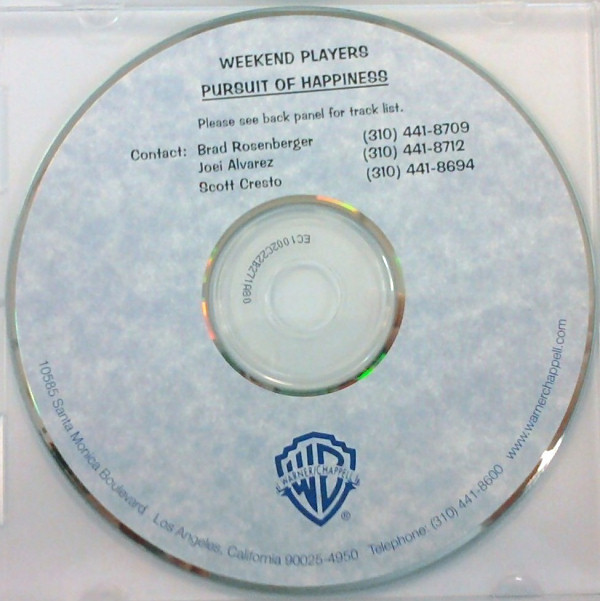 WEEKEND PLAYERS
PURSUIT OF HAPPINESS
Please see back panel for track list.
Contact: Brad Rosenberger (310) 441-8709
Joei Alvarez (310) 441-8712
Scott Cresto (310) 441-8694
WARNER/CHAPPELL
WB
®
10585 Santa Monica Boulevard Los Angeles, California 90025-4950 Telephone: (310) 441-8600 www.warnerchappell.com